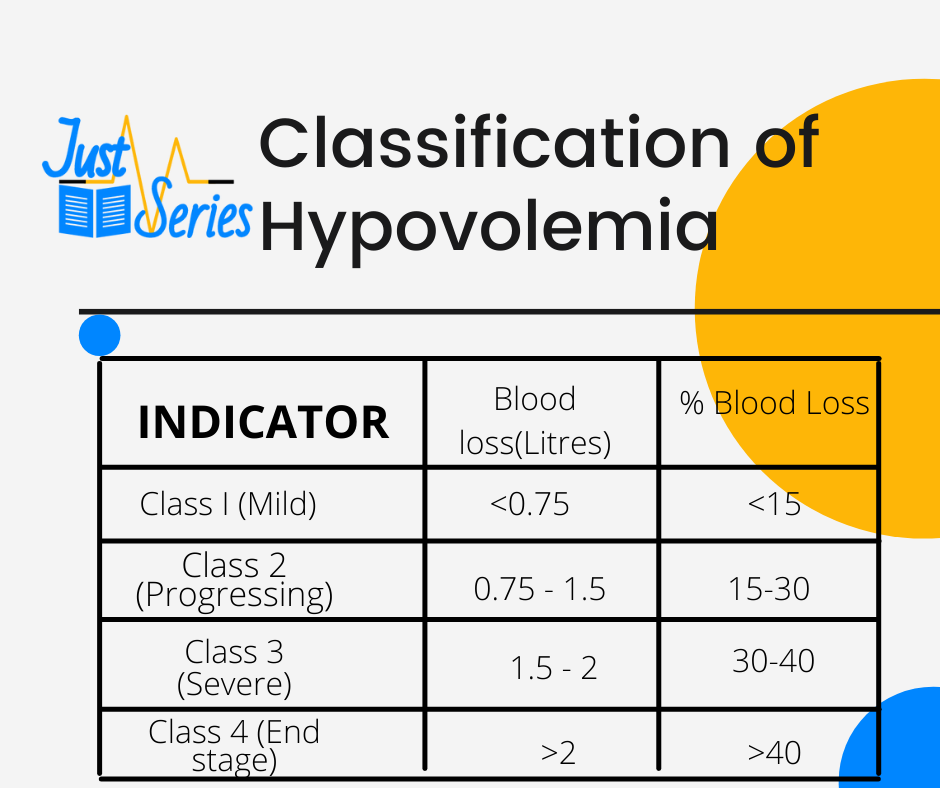 Just
Series
Classification of
Hypovolemia
INDICATOR
Blood
loss(Litres)
% Blood Loss
Class I (Mild)
<0.75
<15
Class 2
(Progressing)
0.75 - 1.5
15-30
Class 3
(Severe)
1.5 - 2
30-40
Class 4 (End
stage)
>2
>40